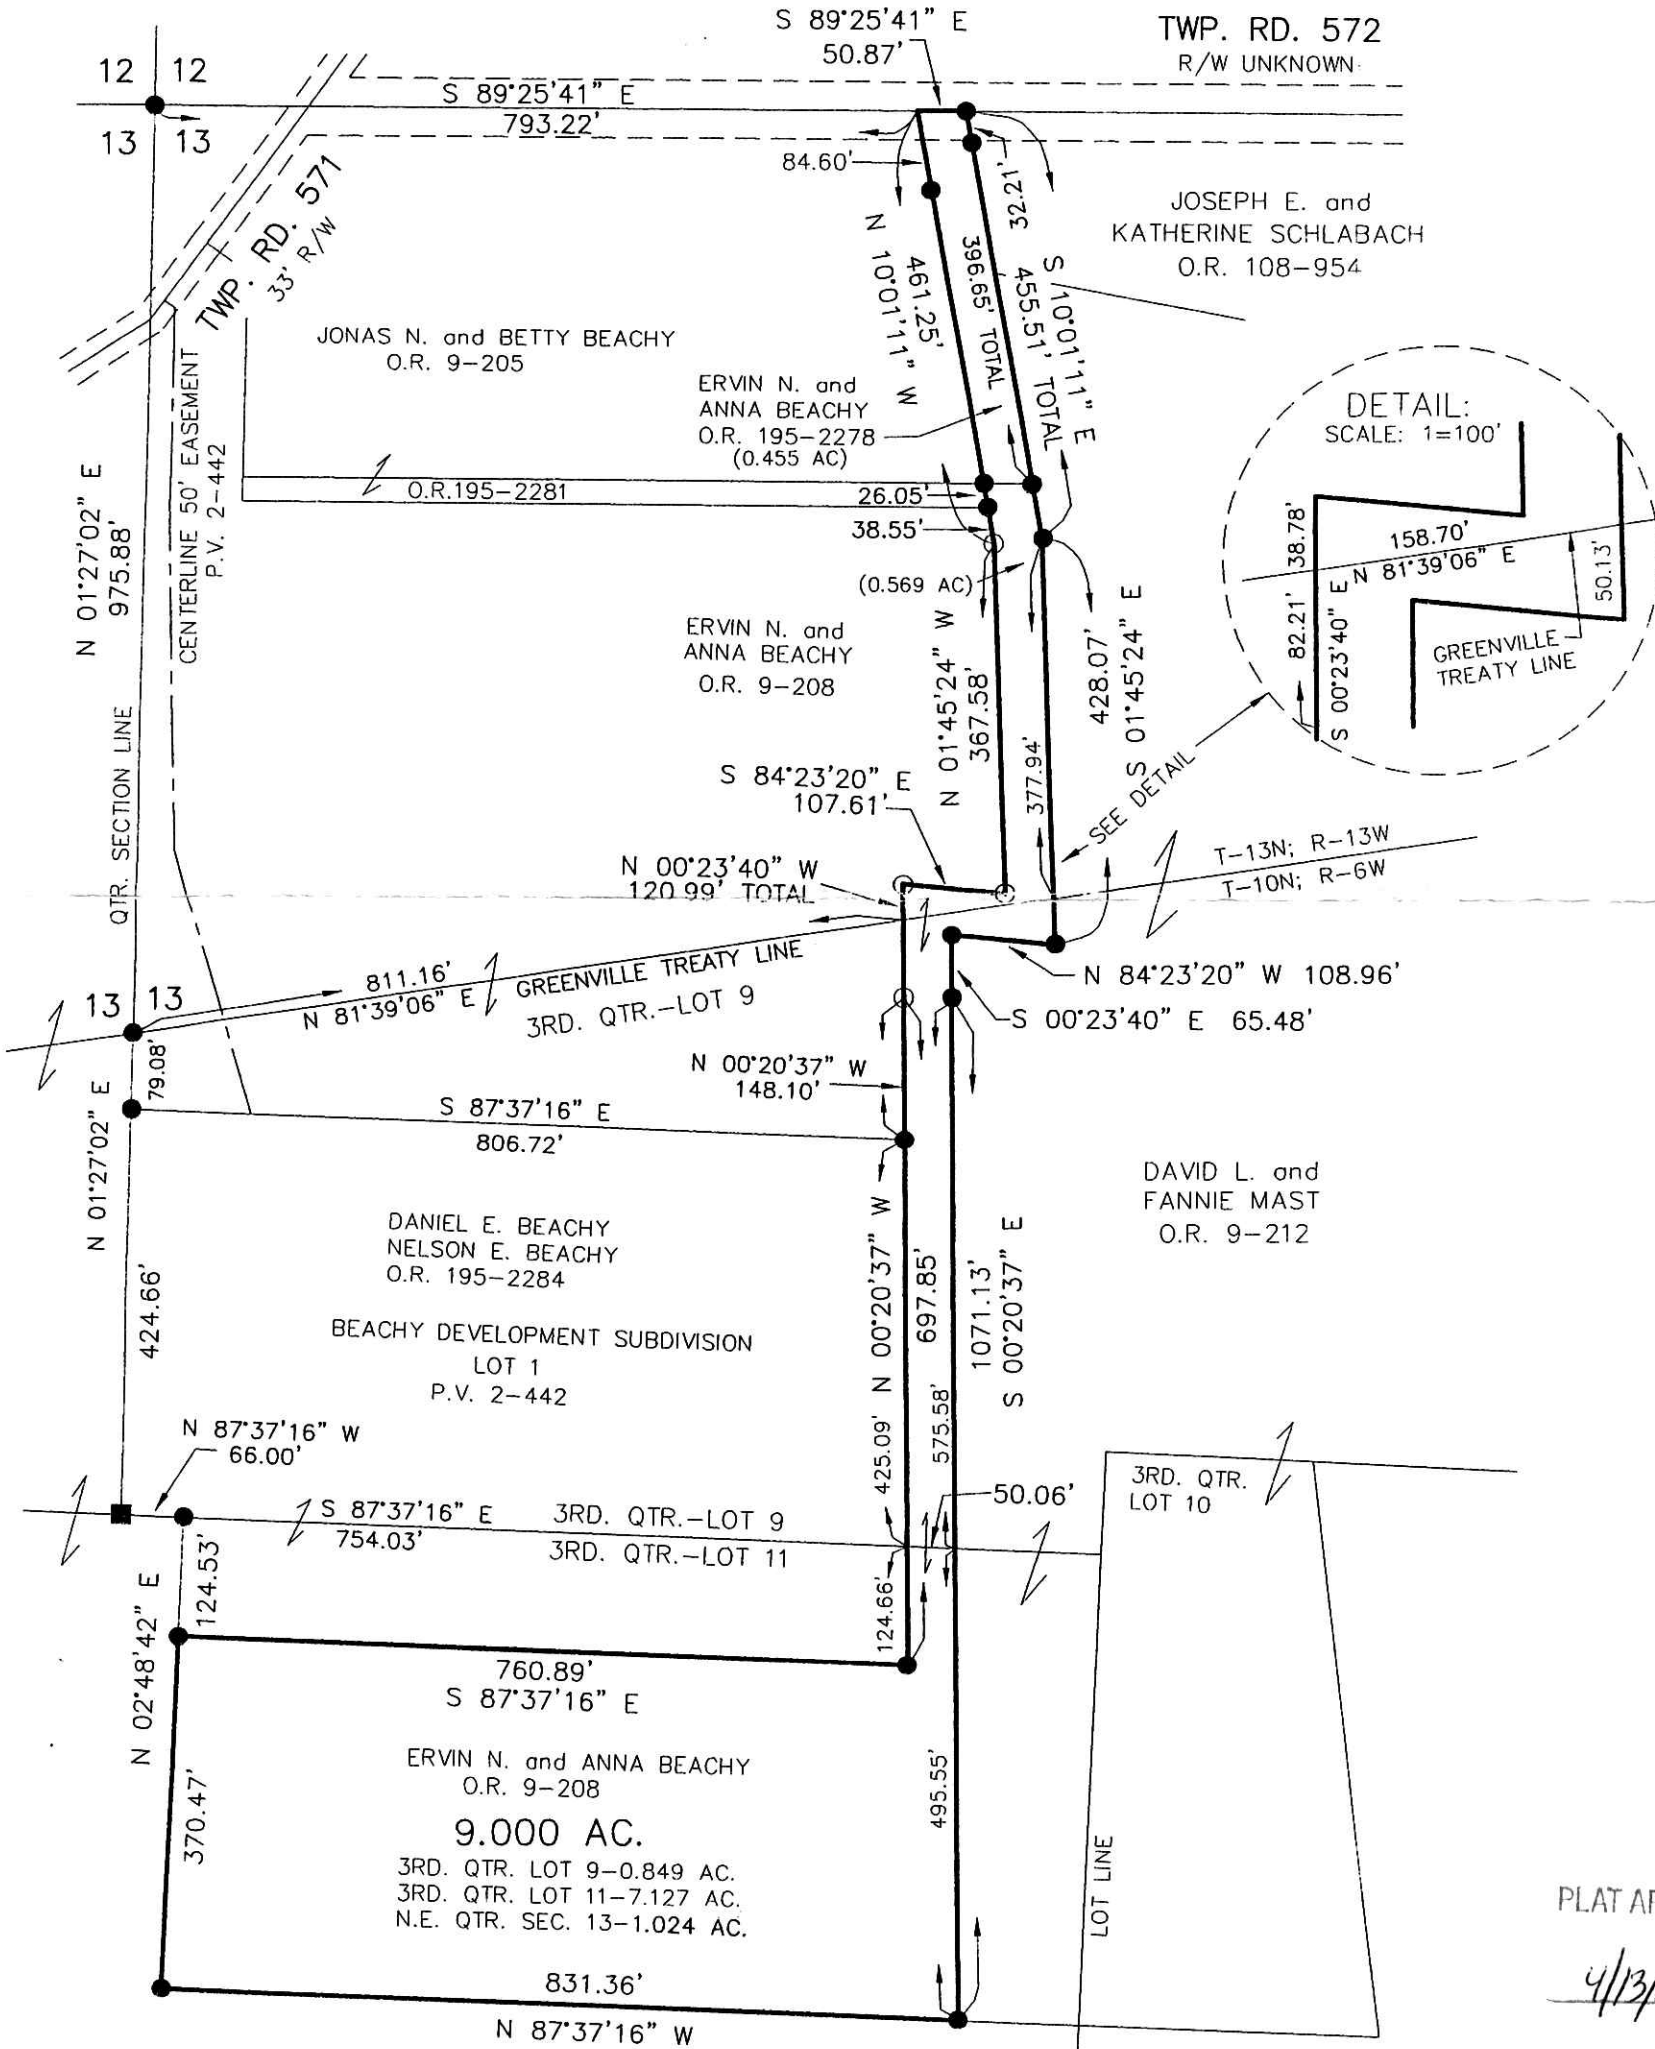 S 89°25'41" E
50.87'
TWP. RD. 572
R/W UNKNOWN
12 12
13 13
S 89°25'41" E
793.22'
84.60'
32.21'
TWP. RD. 571
33' R/W
JOSEPH E. and
KATHERINE SCHLABACH
O.R. 108-954
N 10°01'11" W
461.25'
396.65' TOTAL
455.51' TOTAL
S 10°01'11" E
JONAS N. and BETTY BEACHY
O.R. 9-205
ERVIN N. and
ANNA BEACHY
O.R. 195-2278
(0.455 AC)
DETAIL:
SCALE: 1=100'
38.78'
158.70'
N 81°39'06" E
50.13'
82.21'
S 00°23'40" E
GREENVILLE
TREATY LINE
N 01°27'02" E
975.88'
CENTERLINE 50' EASEMENT
P.V. 2-442
O.R.195-2281
26.05'
38.55'
(0.569 AC)
ERVIN N. and
ANNA BEACHY
O.R. 9-208
N 01°45'24" W
367.58'
428.07'
S 01°45'24" E
377.94'
SEE DETAIL
QTR. SECTION LINE
S 84°23'20" E
107.61'
N 00°23'40" W
120.99' TOTAL
T-13N; R-13W
T-10N; R-6W
811.16'
N 81°39'06" E
GREENVILLE TREATY LINE
3RD. QTR.-LOT 9
13 13
N 84°23'20" W 108.96'
S 00°23'40" E 65.48'
79.08'
N 00°20'37" W
148.10'
N 01°27'02" E
424.66'
S 87°37'16" E
806.72'
DAVID L. and
FANNIE MAST
O.R. 9-212
DANIEL E. BEACHY
NELSON E. BEACHY
O.R. 195-2284
BEACHY DEVELOPMENT SUBDIVISION
LOT 1
P.V. 2-442
N 00°20'37" W
697.85'
425.09'
1071.13'
S 00°20'37" E
575.58'
N 87°37'16" W
66.00'
S 87°37'16" E
754.03'
3RD. QTR.-LOT 9
3RD. QTR.-LOT 11
50.06'
3RD. QTR.
LOT 10
N 02°48'42" E
124.53'
124.66'
760.89'
S 87°37'16" E
370.47'
495.55'
ERVIN N. and ANNA BEACHY
O.R. 9-208
9.000 AC.
3RD. QTR. LOT 9-0.849 AC.
3RD. QTR. LOT 11-7.127 AC.
N.E. QTR. SEC. 13-1.024 AC.
LOT LINE
831.36'
N 87°37'16" W
PLAT
4/13/